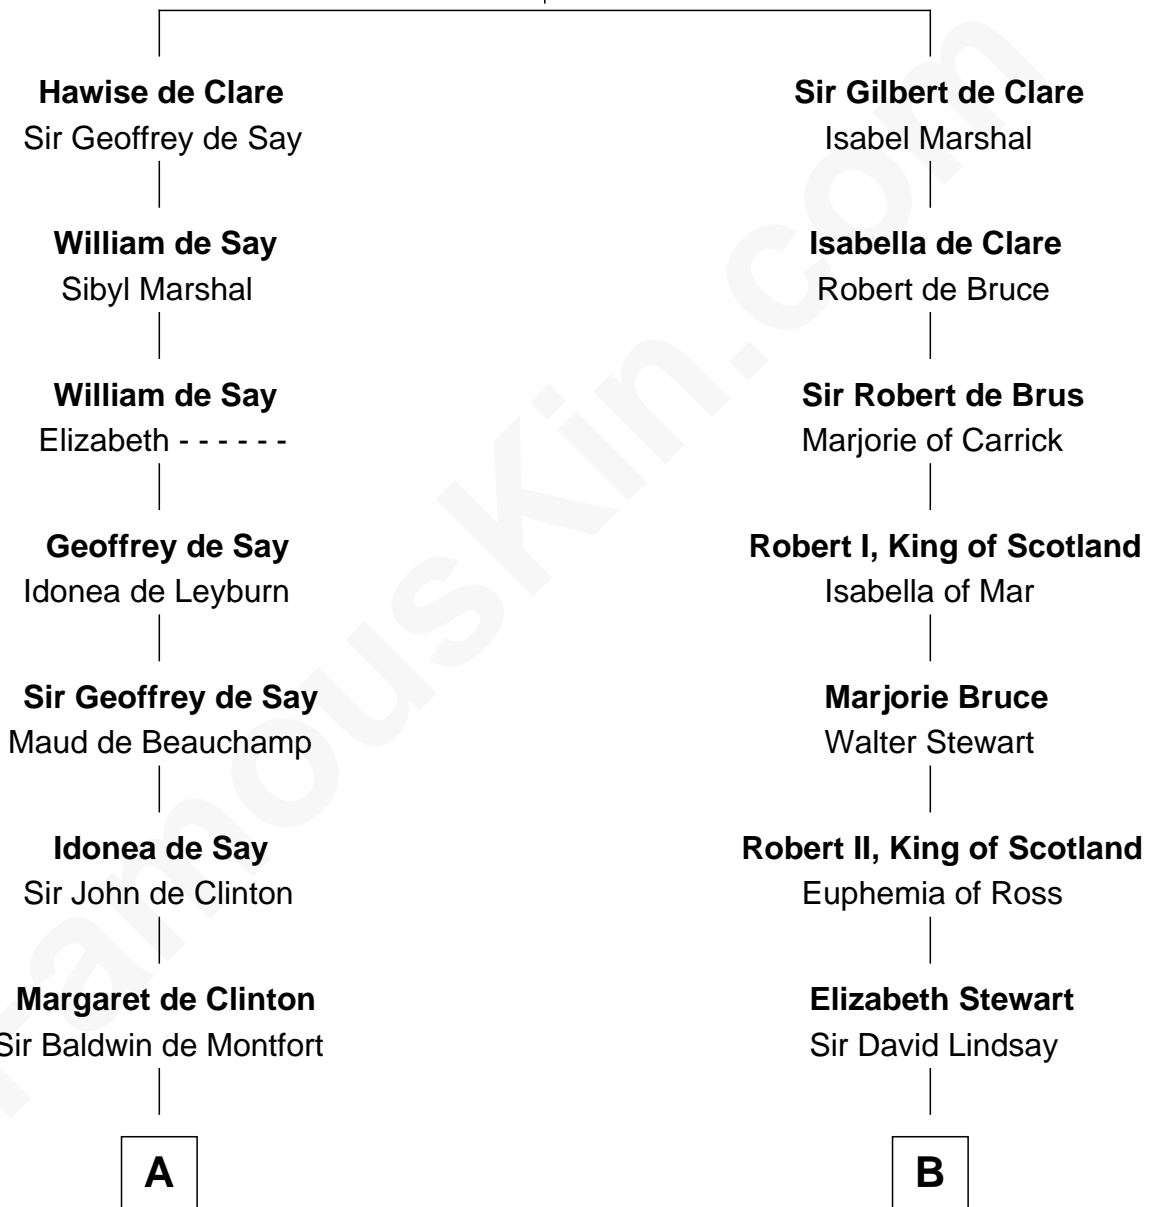 Hawise de Clare
Sir Geoffrey de Say
William de Say
Sibyl Marshal
William de Say
Elizabeth - - - - - -
Geoffrey de Say
Idonea de Leyburn
Sir Geoffrey de Say
Maud de Beauchamp
Idonea de Say
Sir John de Clinton
Margaret de Clinton
Sir Baldwin de Montfort
A
Sir Gilbert de Clare
Isabel Marshal
Isabella de Clare
Robert de Bruce
Sir Robert de Brus
Marjorie of Carrick
Robert I, King of Scotland
Isabella of Mar
Marjorie Bruce
Walter Stewart
Robert II, King of Scotland
Euphemia of Ross
Elizabeth Stewart
Sir David Lindsay
B
FamousKin.com